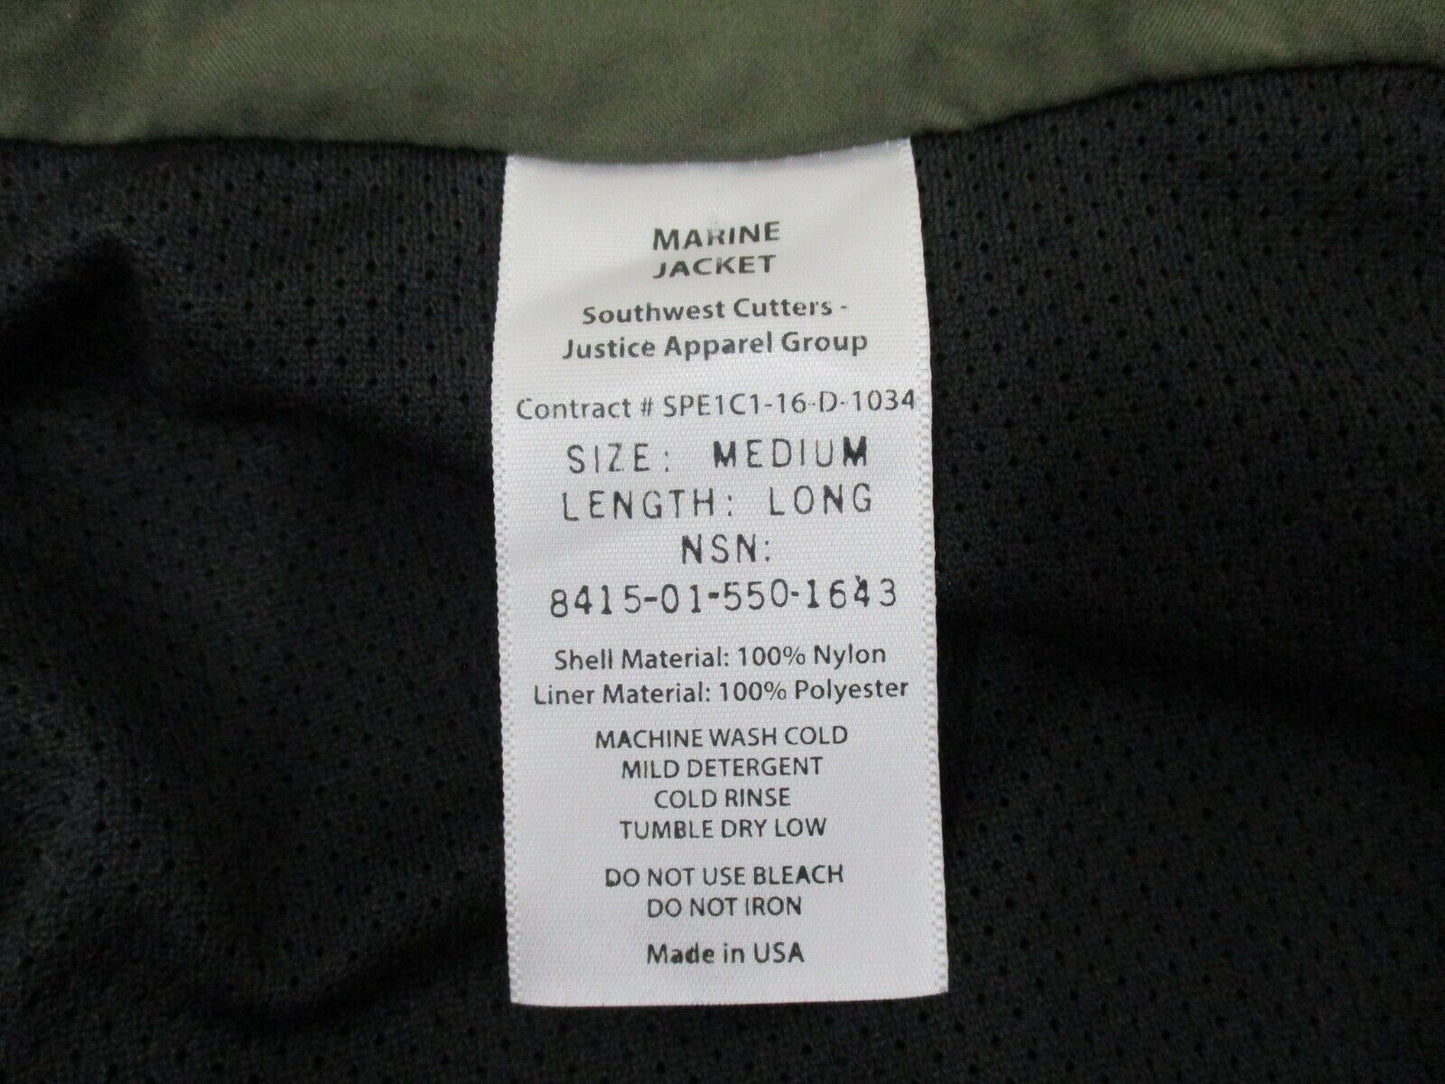 MARINE
JACKET
Southwest Cutters -
Justice Apparel Group
Contract # SPE1C1-16-D-1034
SIZE: MEDIUM
LENGTH: LONG
NSN:
8415-01-550-1643
Shell Material: 100% Nylon
Liner Material: 100% Polyester
MACHINE WASH COLD
MILD DETERGENT
COLD RINSE
TUMBLE DRY LOW
DO NOT USE BLEACH
DO NOT IRON
Made in USA